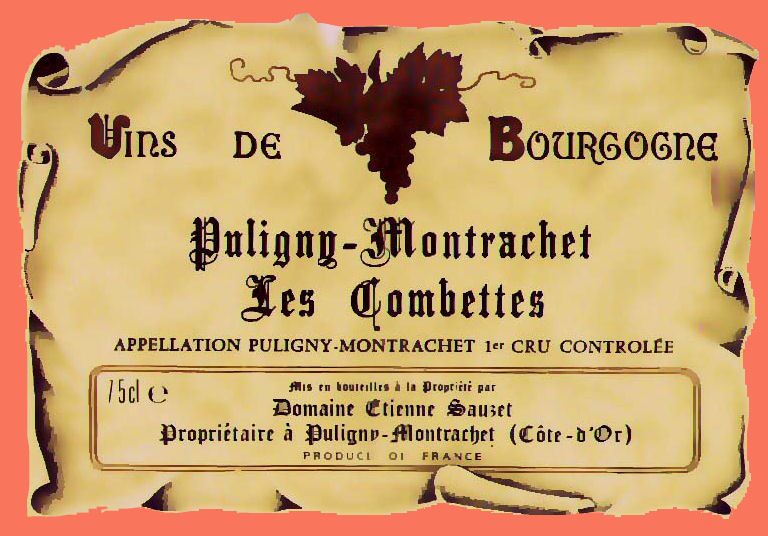 Vins de Bourgogne
Puligny-Montrachet
Les Combettes
APPELLATION PULIGNY-MONTRACHET 1er CRU CONTROLÉE
75cl e
Mis en bouteilles à la Propriété par
Domaine Etienne Sauzet
Propriétaire à Puligny-Montrachet (Côte-d'Or)
PRODUCE OF FRANCE